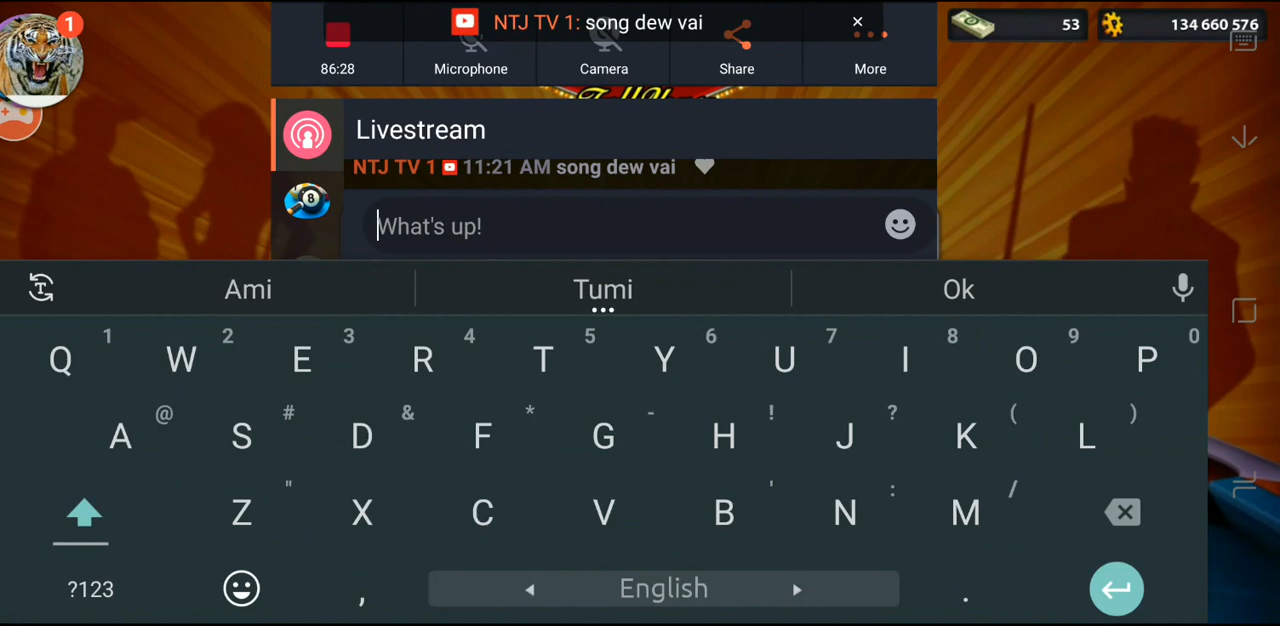 1
NTJ TV 1: song dew vai
53
134 660 576
86:28
Microphone
Camera
Share
More
Livestream
NTJ TV 1 11:21 AM song dew vai
8
What's up!
Ami
Tumi
Ok
1 2 3 4 5 6 7 8 9 0
Q W E R T Y U I O P
@ # & * - ! ? ( )
A S D F G H J K L
" ' : /
Z X C V B N M
?123 , English .